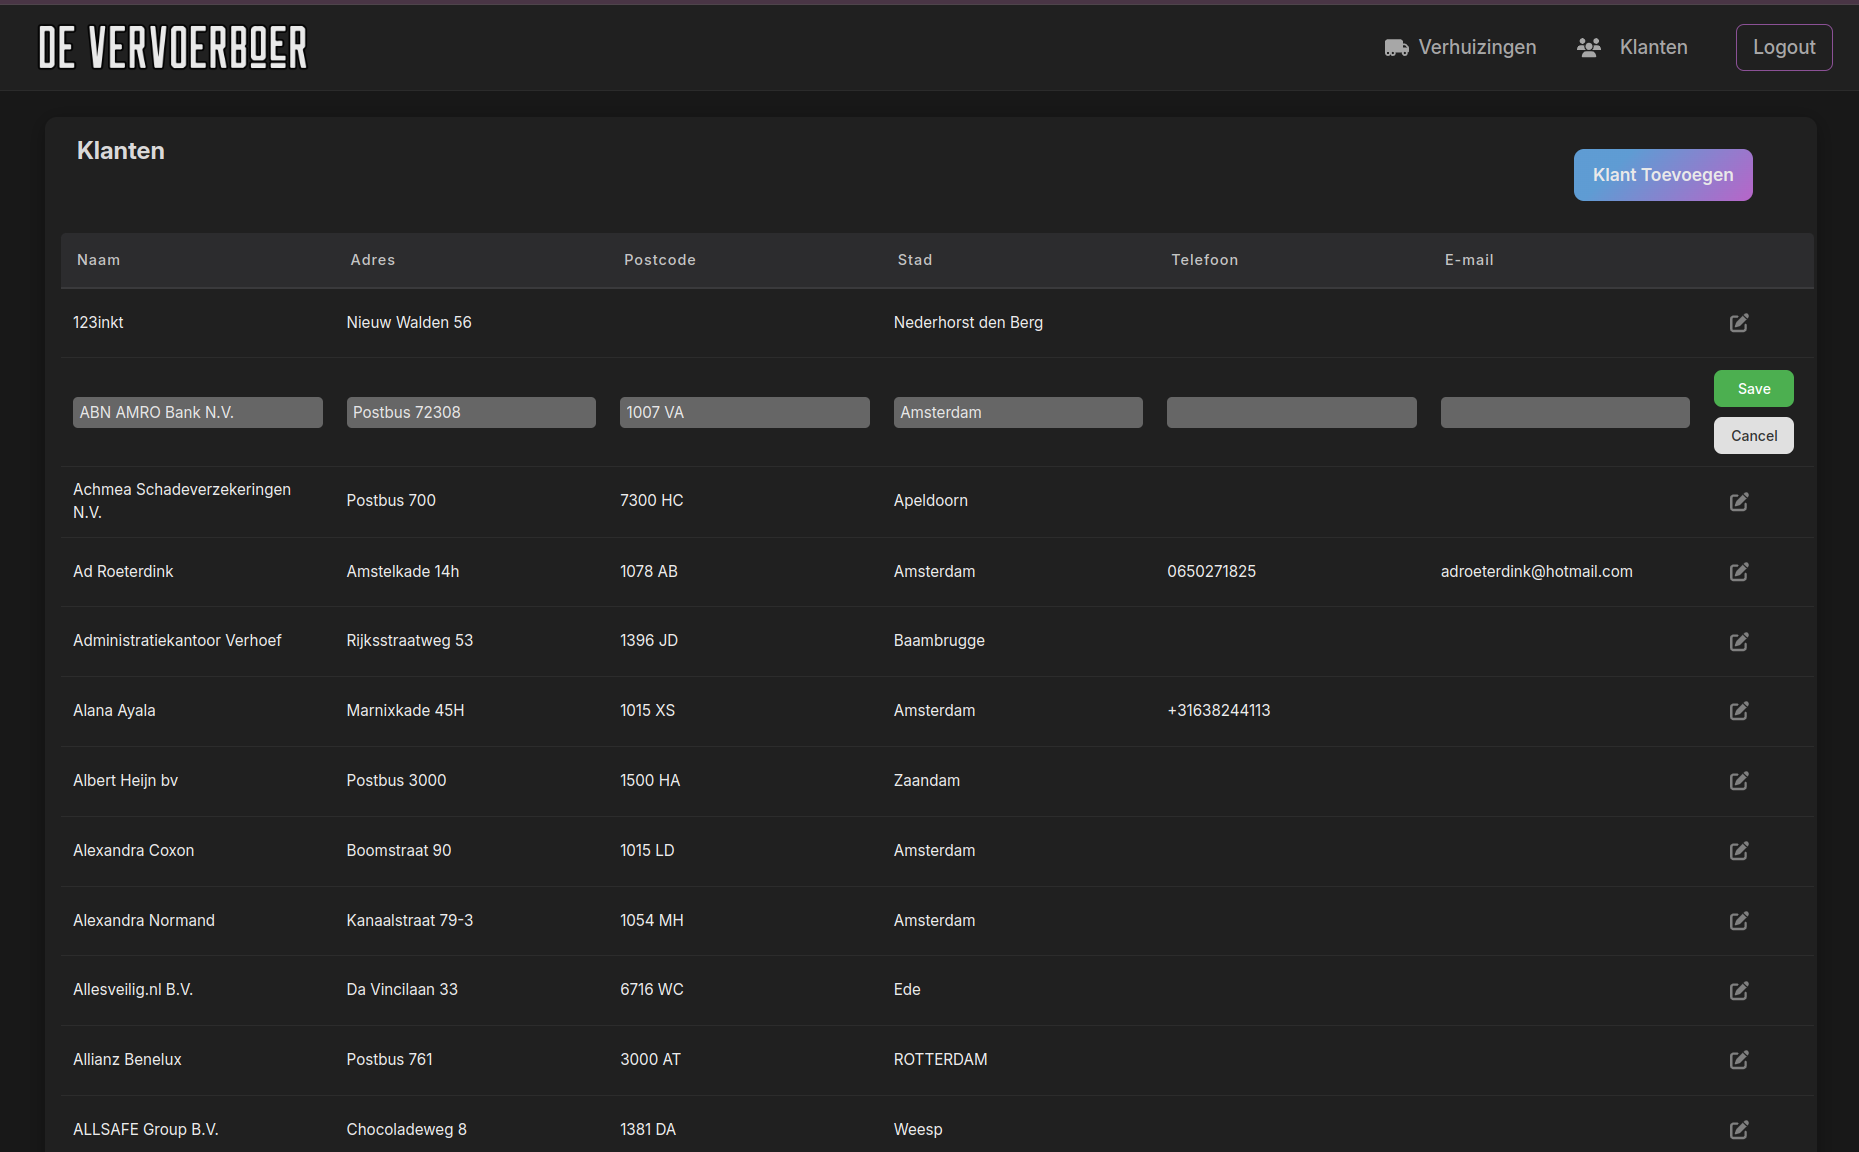 DE VERVOERBOER
Verhuizingen Klanten Logout
Klanten
Klant Toevoegen
Naam Adres Postcode Stad Telefoon E-mail
123inkt Nieuw Walden 56 Nederhorst den Berg
Save
ABN AMRO Bank N.V. Postbus 72308 1007 VA Amsterdam
Cancel
Achmea Schadeverzekeringen
N.V. Postbus 700 7300 HC Apeldoorn
Ad Roeterdink Amstelkade 14h 1078 AB Amsterdam 0650271825 adroeterdink@hotmail.com
Administratiekantoor Verhoef Rijksstraatweg 53 1396 JD Baambrugge
Alana Ayala Marnixkade 45H 1015 XS Amsterdam +31638244113
Albert Heijn bv Postbus 3000 1500 HA Zaandam
Alexandra Coxon Boomstraat 90 1015 LD Amsterdam
Alexandra Normand Kanaalstraat 79-3 1054 MH Amsterdam
Allesveilig.nl B.V. Da Vincilaan 33 6716 WC Ede
Allianz Benelux Postbus 761 3000 AT ROTTERDAM
ALLSAFE Group B.V. Chocoladeweg 8 1381 DA Weesp